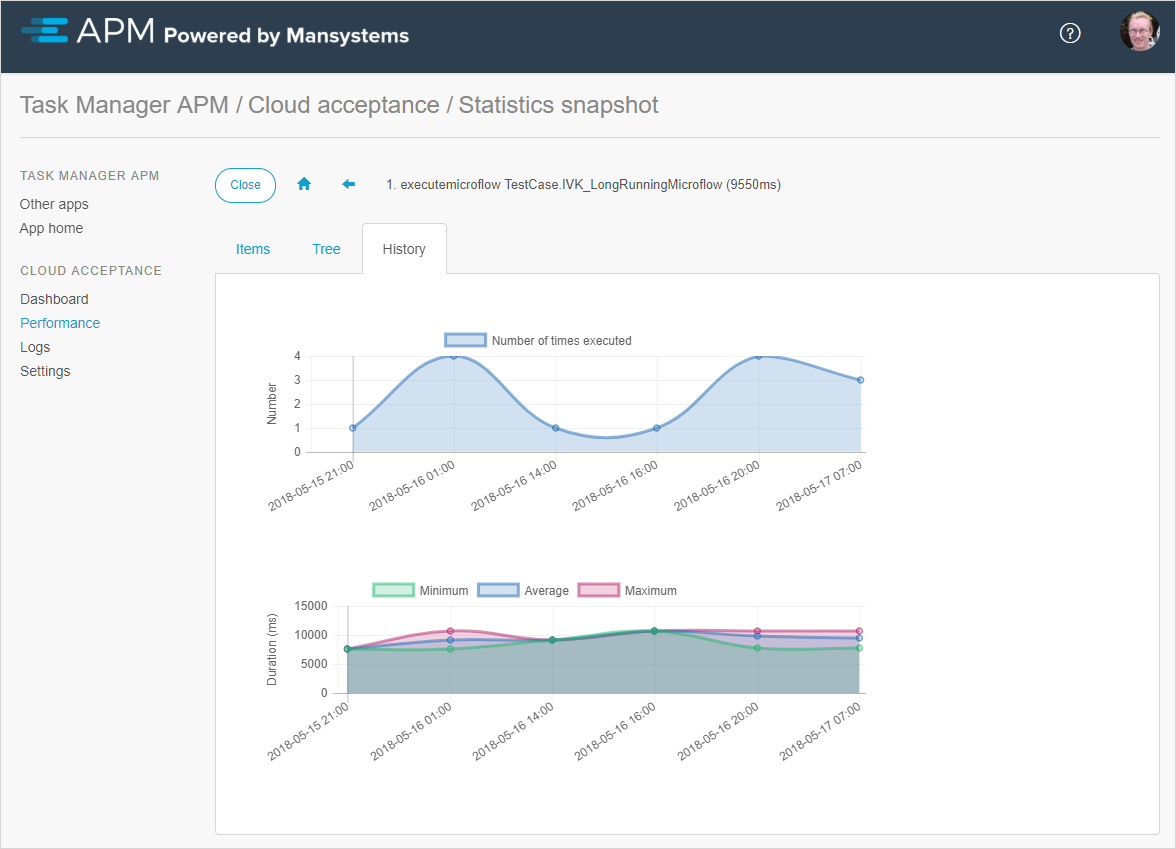 APM Powered by Mansystems
?
Task Manager APM / Cloud acceptance / Statistics snapshot
TASK MANAGER APM
Other apps
App home
CLOUD ACCEPTANCE
Dashboard
Performance
Logs
Settings
Close
1. executemicroflow TestCase.IVK_LongRunningMicroflow (9550ms)
Items Tree History
Number of times executed
Number
4
3
2
1
0
2018-05-15 21:00 2018-05-16 01:00 2018-05-16 14:00 2018-05-16 16:00 2018-05-16 20:00 2018-05-17 07:00
Minimum Average Maximum
Duration (ms)
15000
10000
5000
0
2018-05-15 21:00 2018-05-16 01:00 2018-05-16 14:00 2018-05-16 16:00 2018-05-16 20:00 2018-05-17 07:00